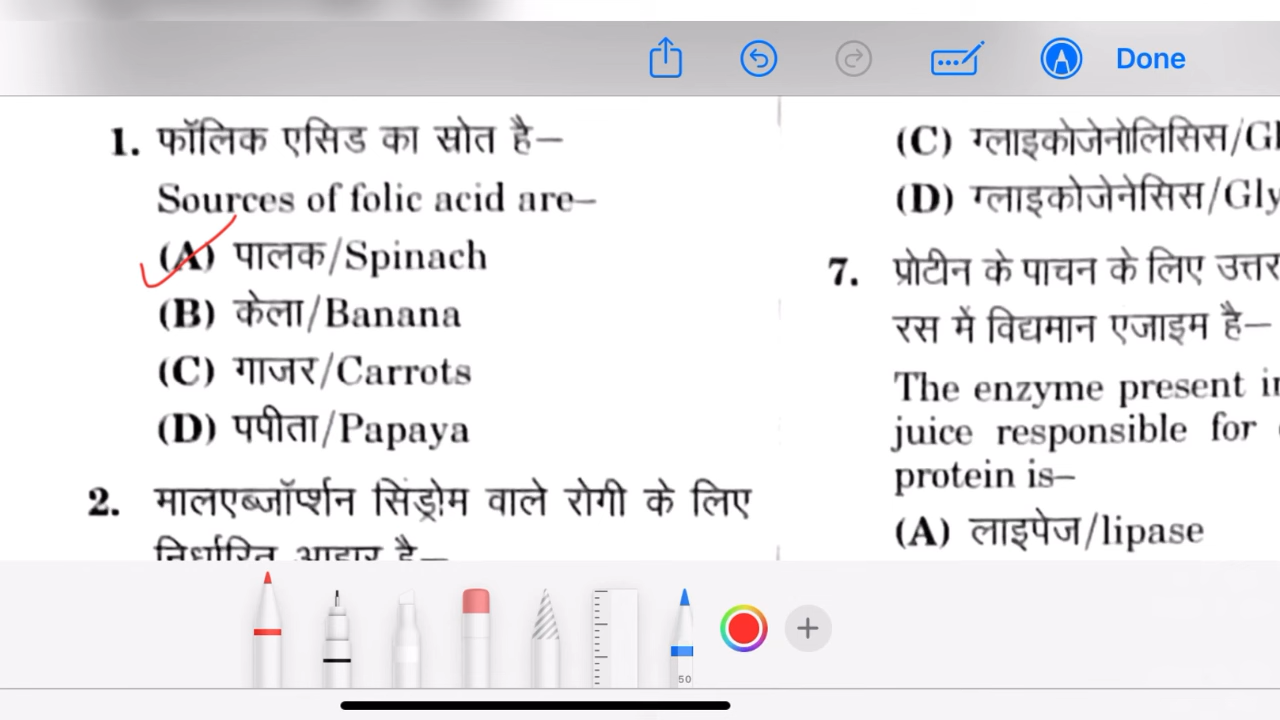 Done
1. फॉलिक एसिड का स्रोत है–
Sources of folic acid are–
(A) पालक/Spinach
(B) केला/Banana
(C) गाजर/Carrots
(D) पपीता/Papaya
2. मालएब्जॉर्प्शन सिंड्रोम वाले रोगी के लिए
निर्धारित आहार है–
(C) ग्लाइकोजेनोलिसिस/Gl
(D) ग्लाइकोजेनेसिस/Gly
7. प्रोटीन के पाचन के लिए उत्तर
रस में विद्यमान एजाइम है–
The enzyme present in
juice responsible for
protein is–
(A) लाइपेज/lipase
50